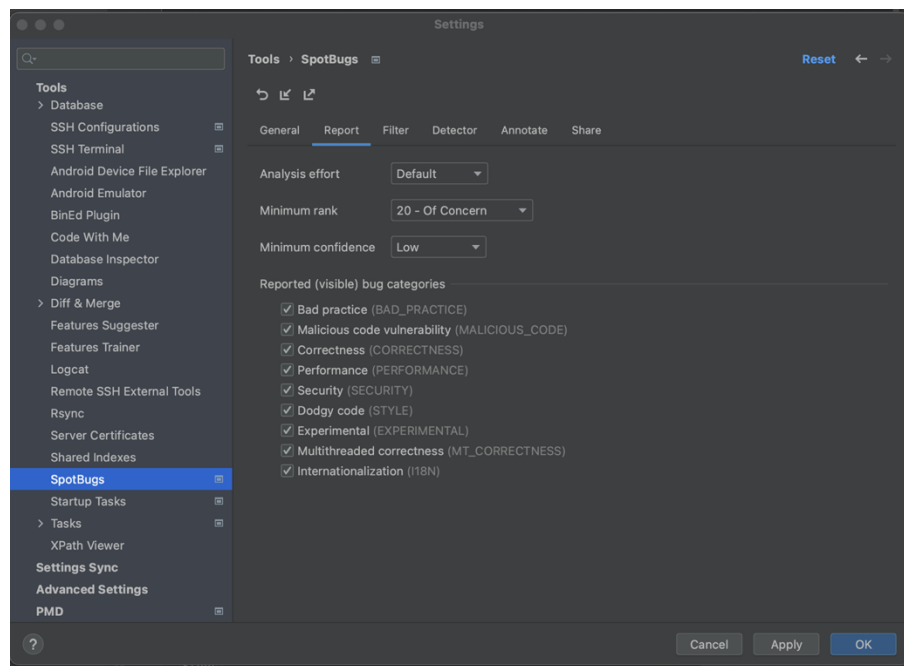 Settings
Tools › SpotBugs
Reset
Tools
Database
SSH Configurations
SSH Terminal
Android Device File Explorer
Android Emulator
BinEd Plugin
Code With Me
Database Inspector
Diagrams
Diff & Merge
Features Suggester
Features Trainer
Logcat
Remote SSH External Tools
Rsync
Server Certificates
Shared Indexes
SpotBugs
Startup Tasks
Tasks
XPath Viewer
Settings Sync
Advanced Settings
PMD
General Report Filter Detector Annotate Share
Analysis effort Default
Minimum rank 20 - Of Concern
Minimum confidence Low
Reported (visible) bug categories
Bad practice (BAD_PRACTICE)
Malicious code vulnerability (MALICIOUS_CODE)
Correctness (CORRECTNESS)
Performance (PERFORMANCE)
Security (SECURITY)
Dodgy code (STYLE)
Experimental (EXPERIMENTAL)
Multithreaded correctness (MT_CORRECTNESS)
Internationalization (I18N)
? Cancel Apply OK